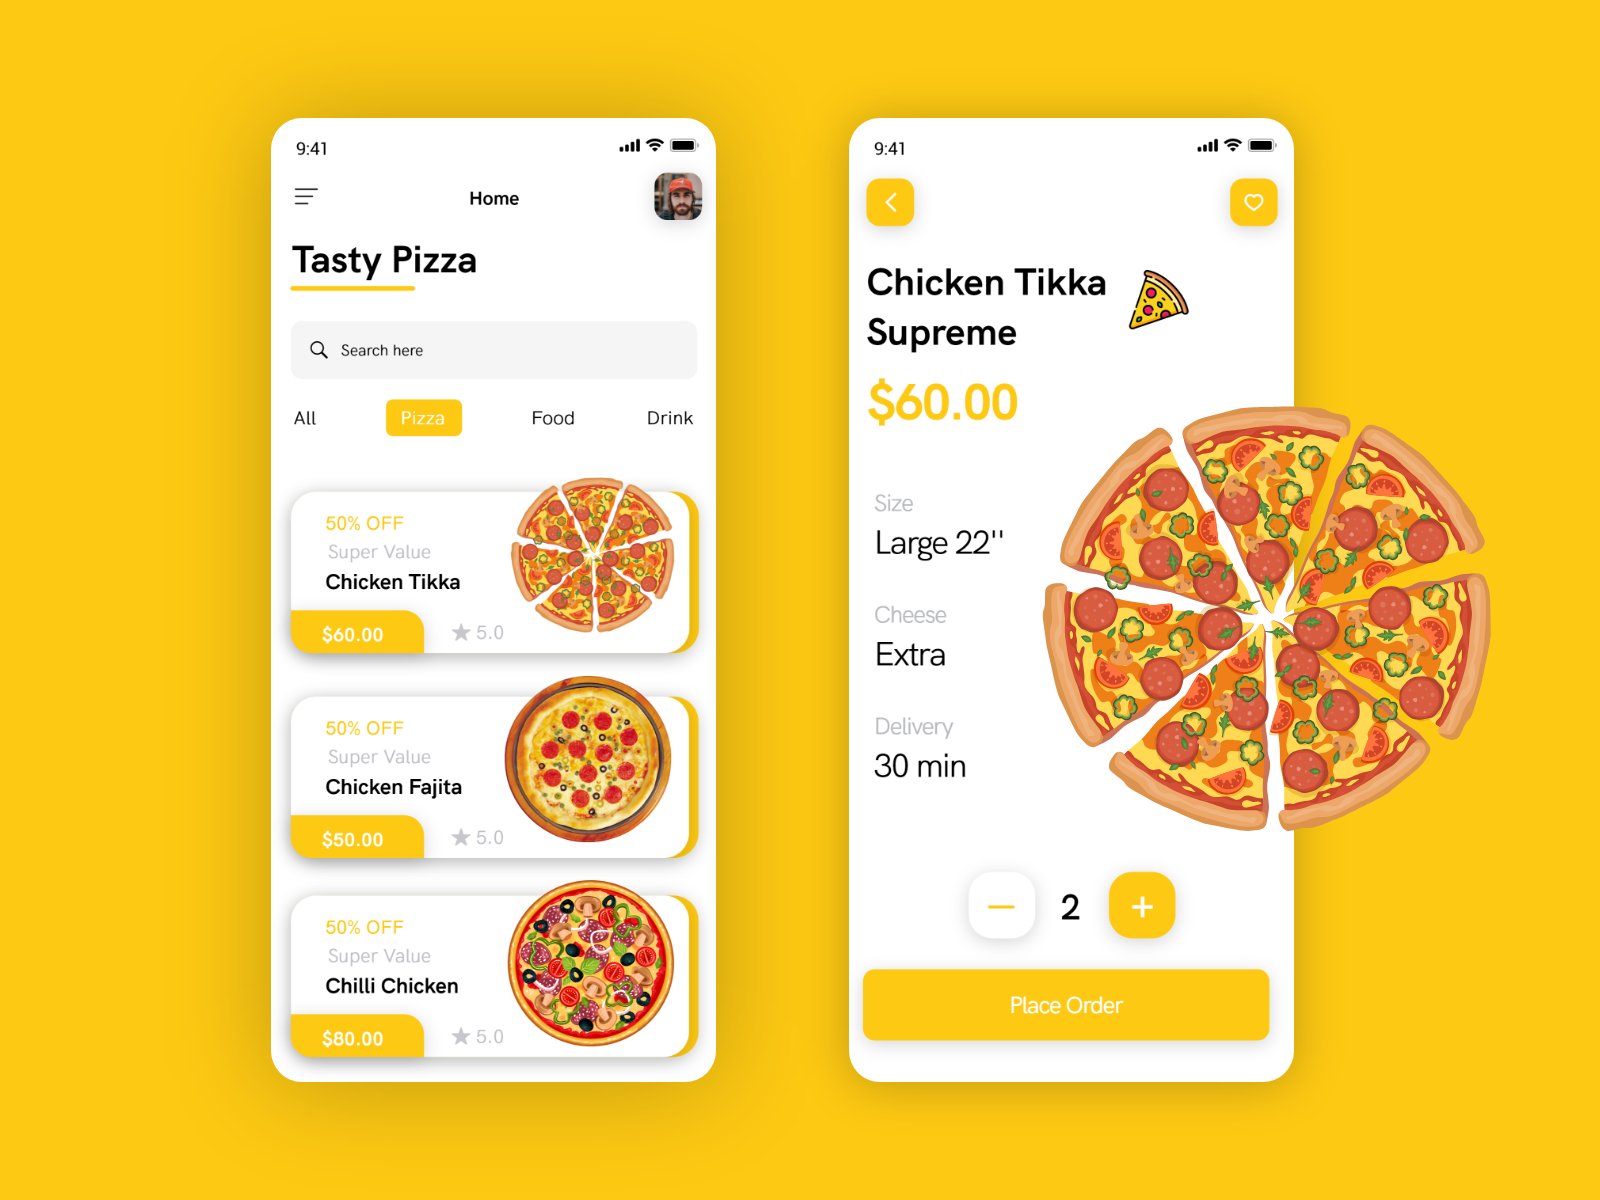 9:41
Home
Tasty Pizza
Search here
All Pizza Food Drink
50% OFF
Super Value
Chicken Tikka
$60.00 5.0
50% OFF
Super Value
Chicken Fajita
$50.00 5.0
50% OFF
Super Value
Chilli Chicken
$80.00 5.0
9:41
Chicken Tikka
Supreme
$60.00
Size
Large 22''
Cheese
Extra
Delivery
30 min
2
Place Order